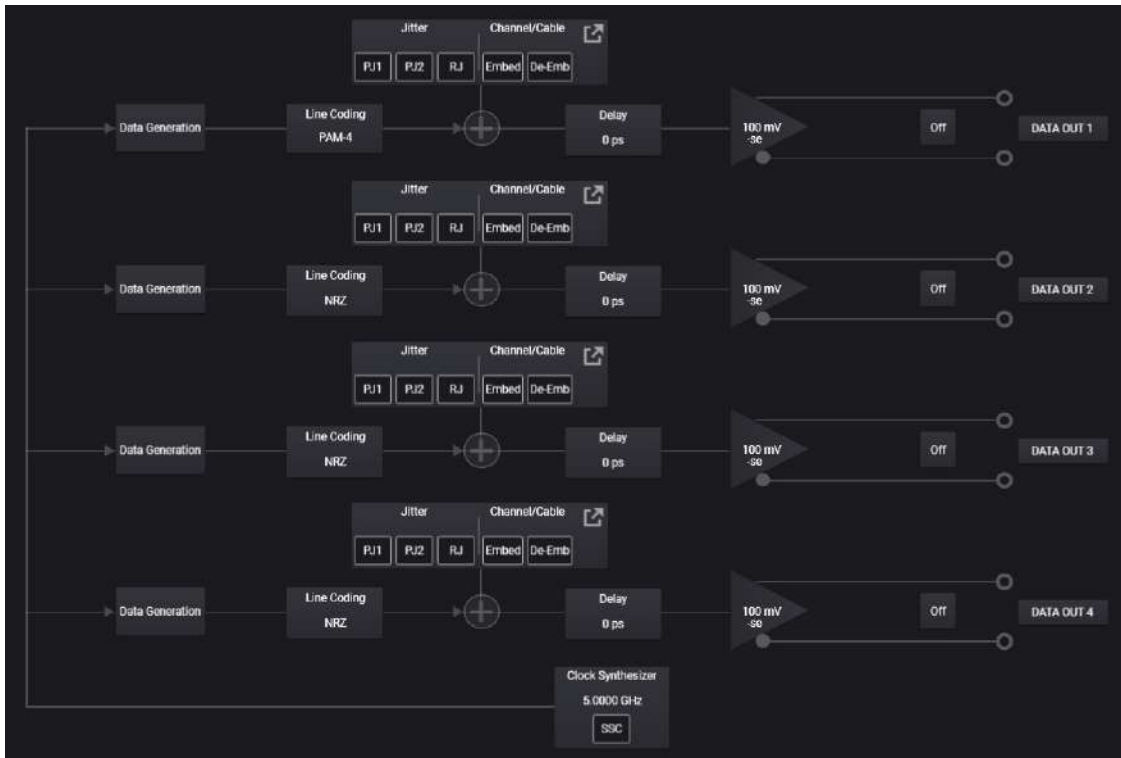 Jitter Channel/Cable
PJ1 PJ2 RJ Embed De-Emb
Data Generation
Line Coding
PAM-4
Delay
0 ps
100 mV
-se
Off
DATA OUT 1
Jitter Channel/Cable
PJ1 PJ2 RJ Embed De-Emb
Data Generation
Line Coding
NRZ
Delay
0 ps
100 mV
-se
Off
DATA OUT 2
Jitter Channel/Cable
PJ1 PJ2 RJ Embed De-Emb
Data Generation
Line Coding
NRZ
Delay
0 ps
100 mV
-se
Off
DATA OUT 3
Jitter Channel/Cable
PJ1 PJ2 RJ Embed De-Emb
Data Generation
Line Coding
NRZ
Delay
0 ps
100 mV
-se
Off
DATA OUT 4
Clock Synthesizer
5.0000 GHz
SSC